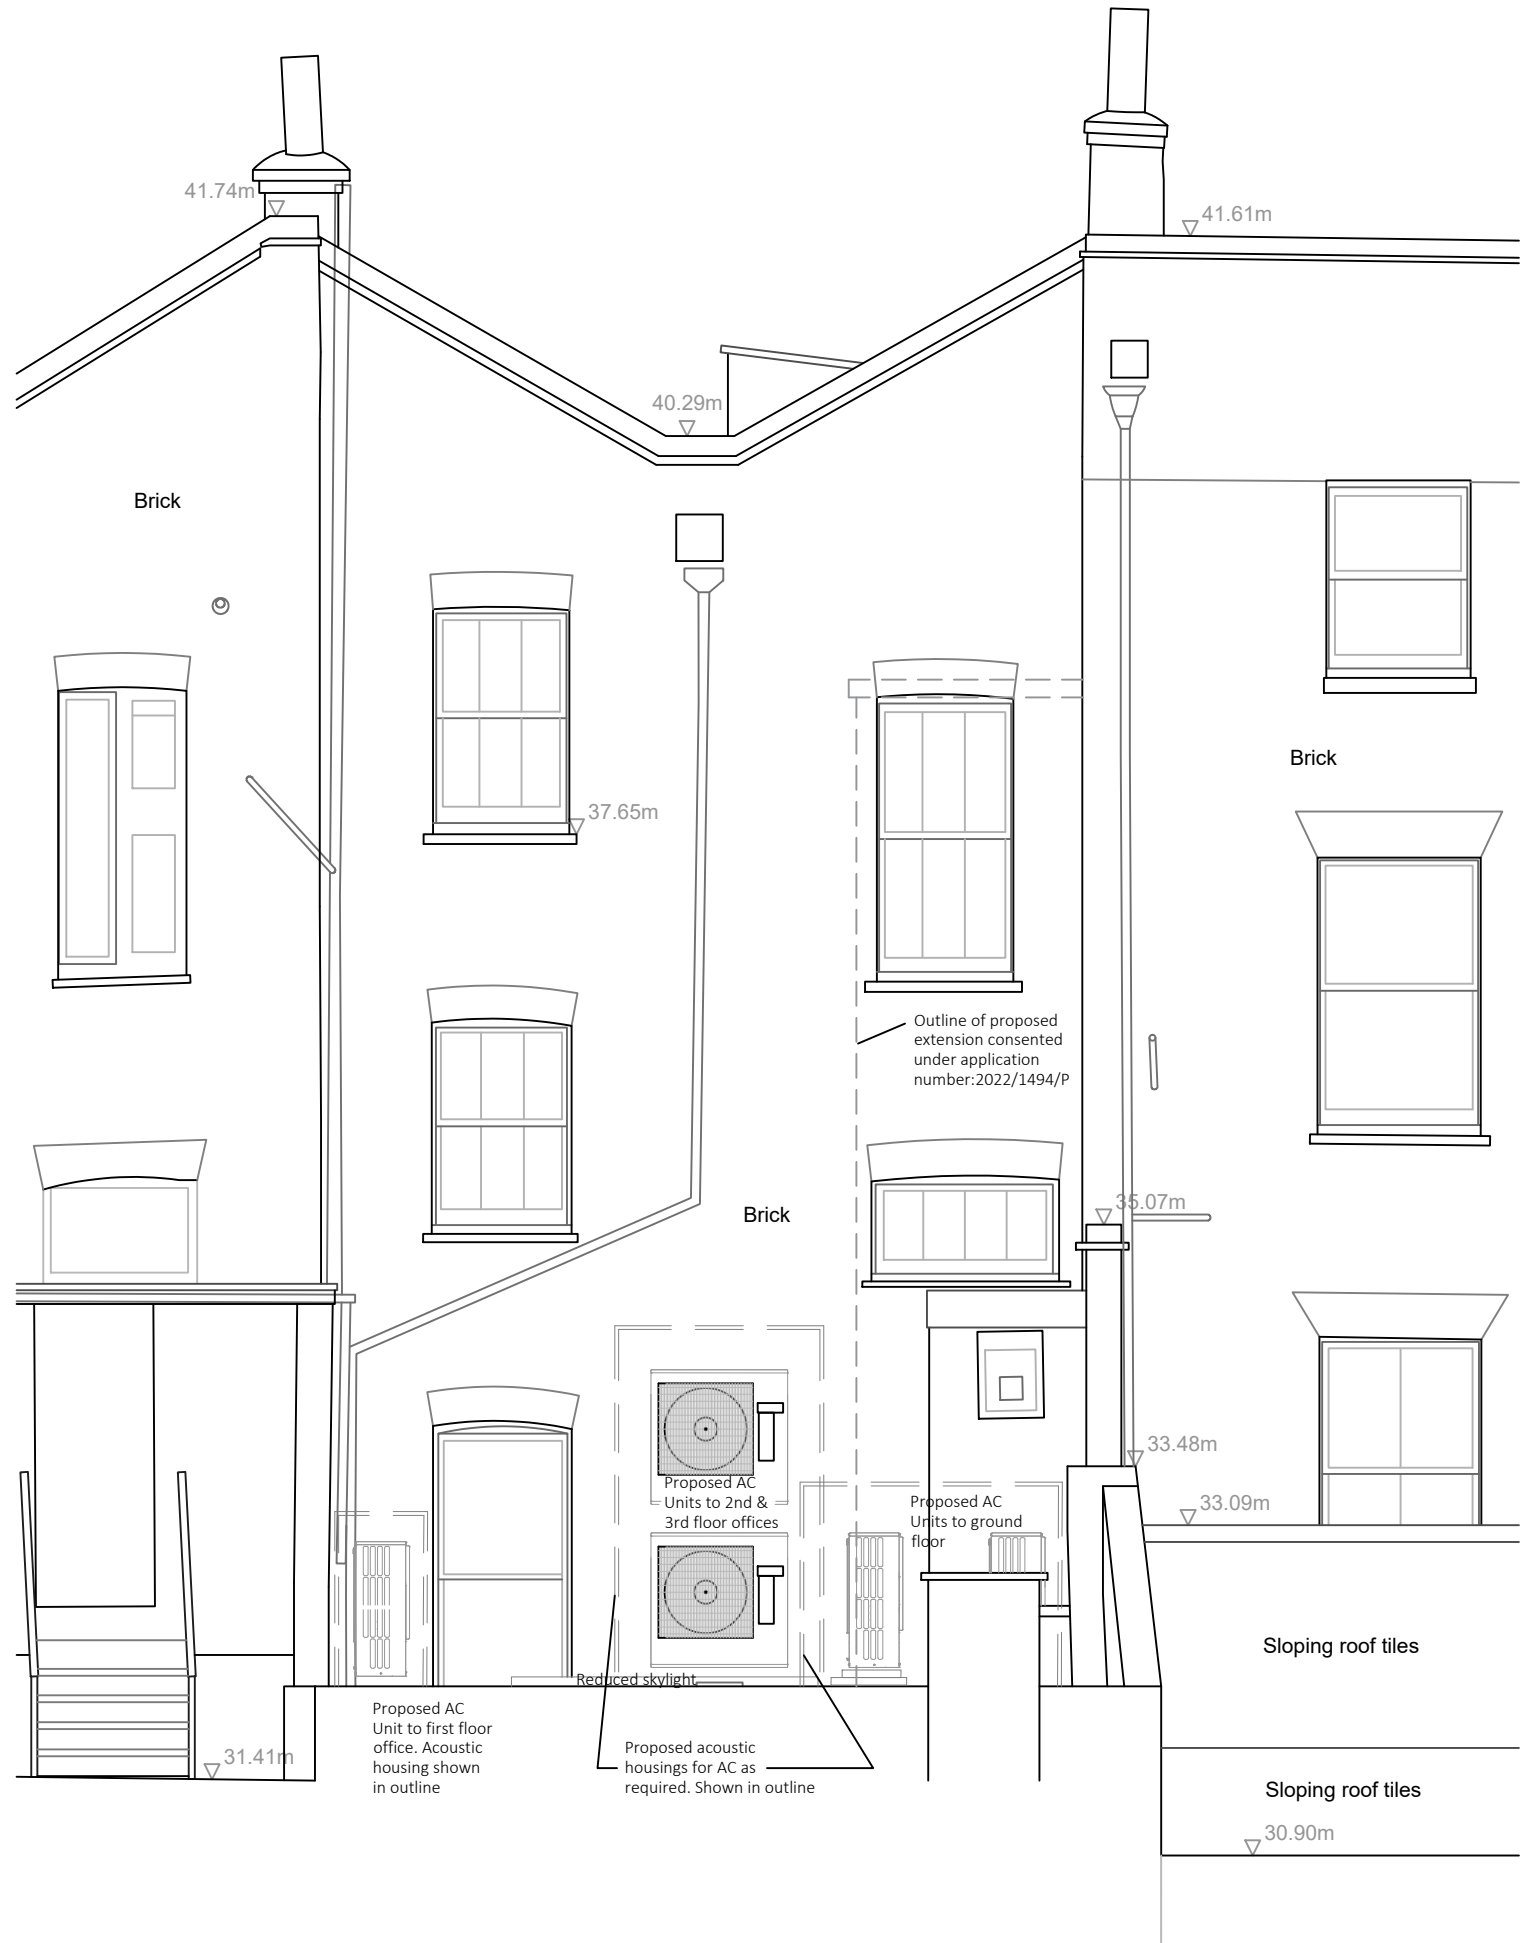 41.74m
41.61m
40.29m
Brick
Brick
37.65m
Outline of proposed
extension consented
under application
number:2022/1494/P
35.07m
Brick
33.48m
33.09m
Proposed AC
Units to 2nd &
3rd floor offices
Proposed AC
Units to ground
floor
Sloping roof tiles
Reduced skylight
Proposed AC
Unit to first floor
office. Acoustic
housing shown
in outline
31.41m
Proposed acoustic
housings for AC as
required. Shown in outline
Sloping roof tiles
30.90m